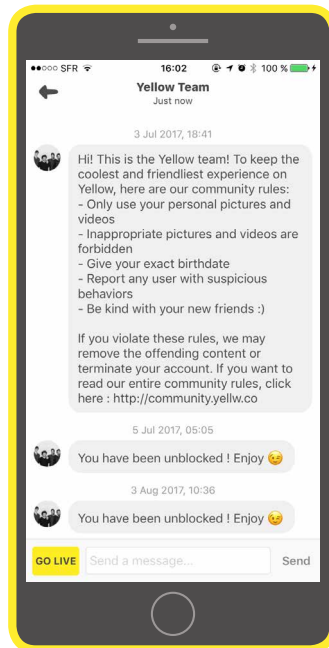 SFR 16:02 100 %
Yellow Team
Just now
3 Jul 2017, 18:41
Hi! This is the Yellow team! To keep the
coolest and friendliest experience on
Yellow, here are our community rules:
- Only use your personal pictures and
videos
- Inappropriate pictures and videos are
forbidden
- Give your exact birthdate
- Report any user with suspicious
behaviors
- Be kind with your new friends :)
If you violate these rules, we may
remove the offending content or
terminate your account. If you want to
read our entire community rules, click
here : http://community.yellw.co
5 Jul 2017, 05:05
You have been unblocked ! Enjoy 😉
3 Aug 2017, 10:36
You have been unblocked ! Enjoy 😉
GO LIVE Send a message... Send